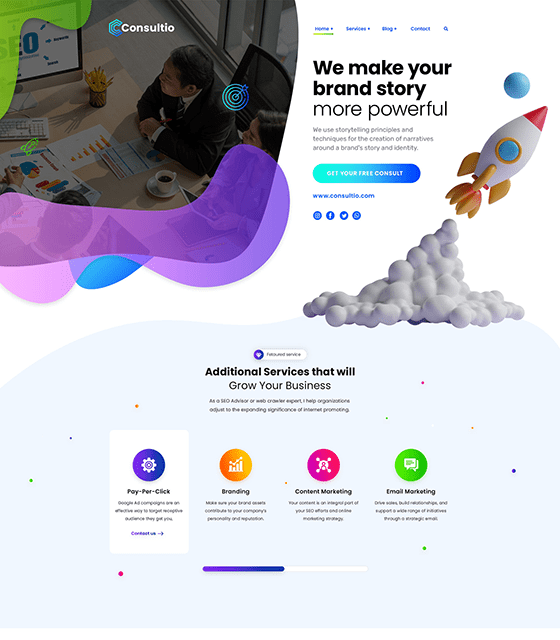 SEO
Consultio
Home
Services
Blog
Contact
We make your
brand story
more powerful
We use storytelling principles and
techniques for the creation of narratives
around a brand's story and identity.
GET YOUR FREE CONSULT
www.consultio.com
Featured service
Additional Services that will
Grow Your Business
As a SEO Advisor or web crawler expert, I help organizations
adjust to the expanding significance of internet promoting.
Pay-Per-Click
Google Ad campaigns are an
effective way to target receptive
audience they get you,
Contact us
Branding
Make sure your brand assets
contribute to your company's
personality and reputation.
Content Marketing
Your content is an integral part of
your SEO efforts and online
marketing strategy.
Email Marketing
Drive sales, build relationships, and
support a wide range of initiatives
through a strategic email.